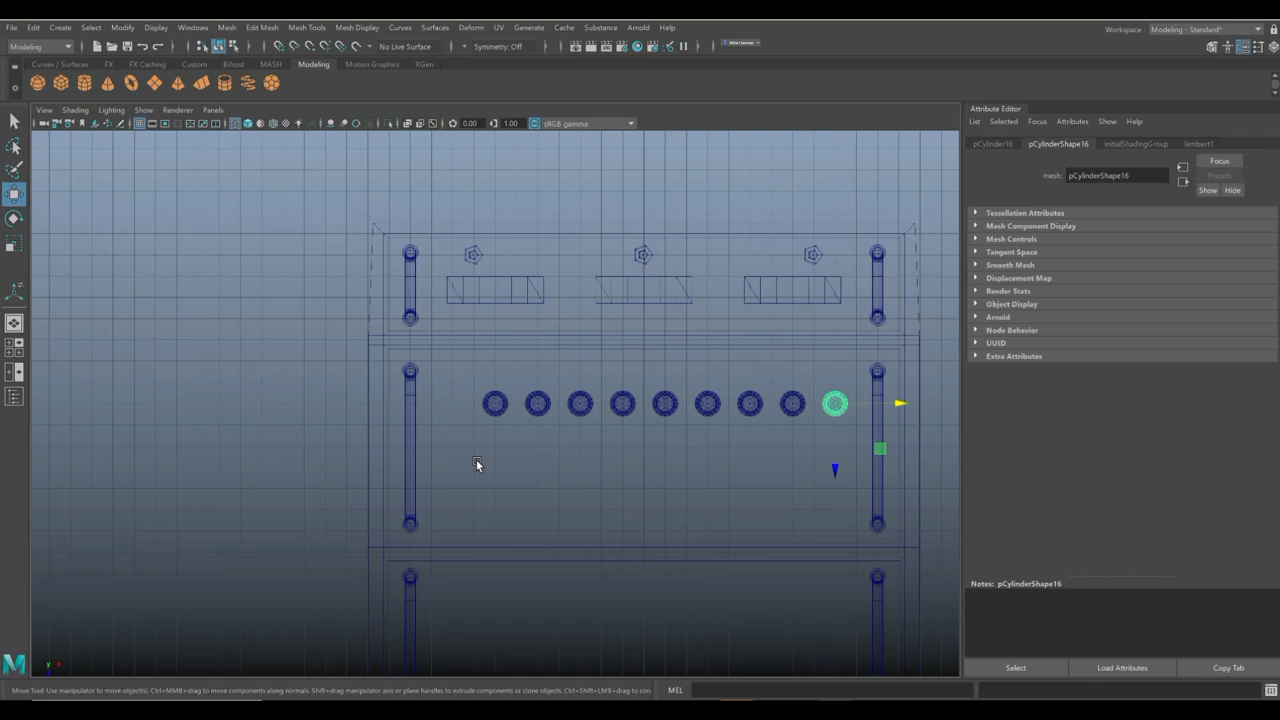 File Edit Create Select Modify Display Windows Mesh Edit Mesh Mesh Tools Mesh Display Curves Surfaces Deform UV Generate Cache Substance Arnold Help
Workspace : Modeling - Standard*
Modeling No Live Surface Symmetry: Off
Curves / Surfaces FX FX Caching Custom Bifrost MASH Modeling Motion Graphics XGen
View Shading Lighting Show Renderer Panels
0.00 1.00 sRGB gamma
Attribute Editor
List Selected Focus Attributes Show Help
pCylinder16 pCylinderShape16 initialShadingGroup lambert1
Focus
mesh: pCylinderShape16 Presets
Show Hide
Tessellation Attributes
Mesh Component Display
Mesh Controls
Tangent Space
Smooth Mesh
Displacement Map
Render Stats
Object Display
Arnold
Node Behavior
UUID
Extra Attributes
Notes: pCylinderShape16
Select Load Attributes Copy Tab
y x
Move Tool: Use manipulator to move object(s). Ctrl+MMB+drag to move components along normals. Shift+drag manipulator axis or plane handles to extrude components or clone objects. Ctrl+Shift+LMB+drag to con MEL